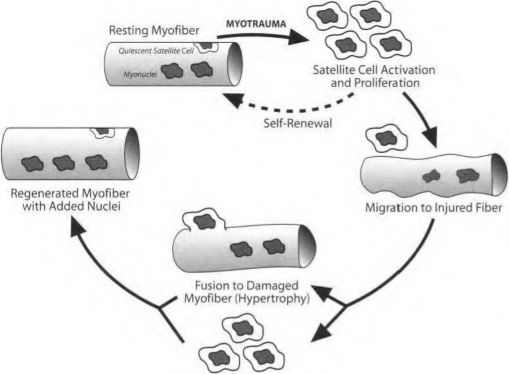 Resting Myofiber
MYOTRAUMA
Quiescent Satellite Cell
Myonuclei
Satellite Cell Activation
and Proliferation
Self-Renewal
Migration to Injured Fiber
Regenerated Myofiber
with Added Nuclei
Fusion to Damaged
Myofiber (Hypertrophy)